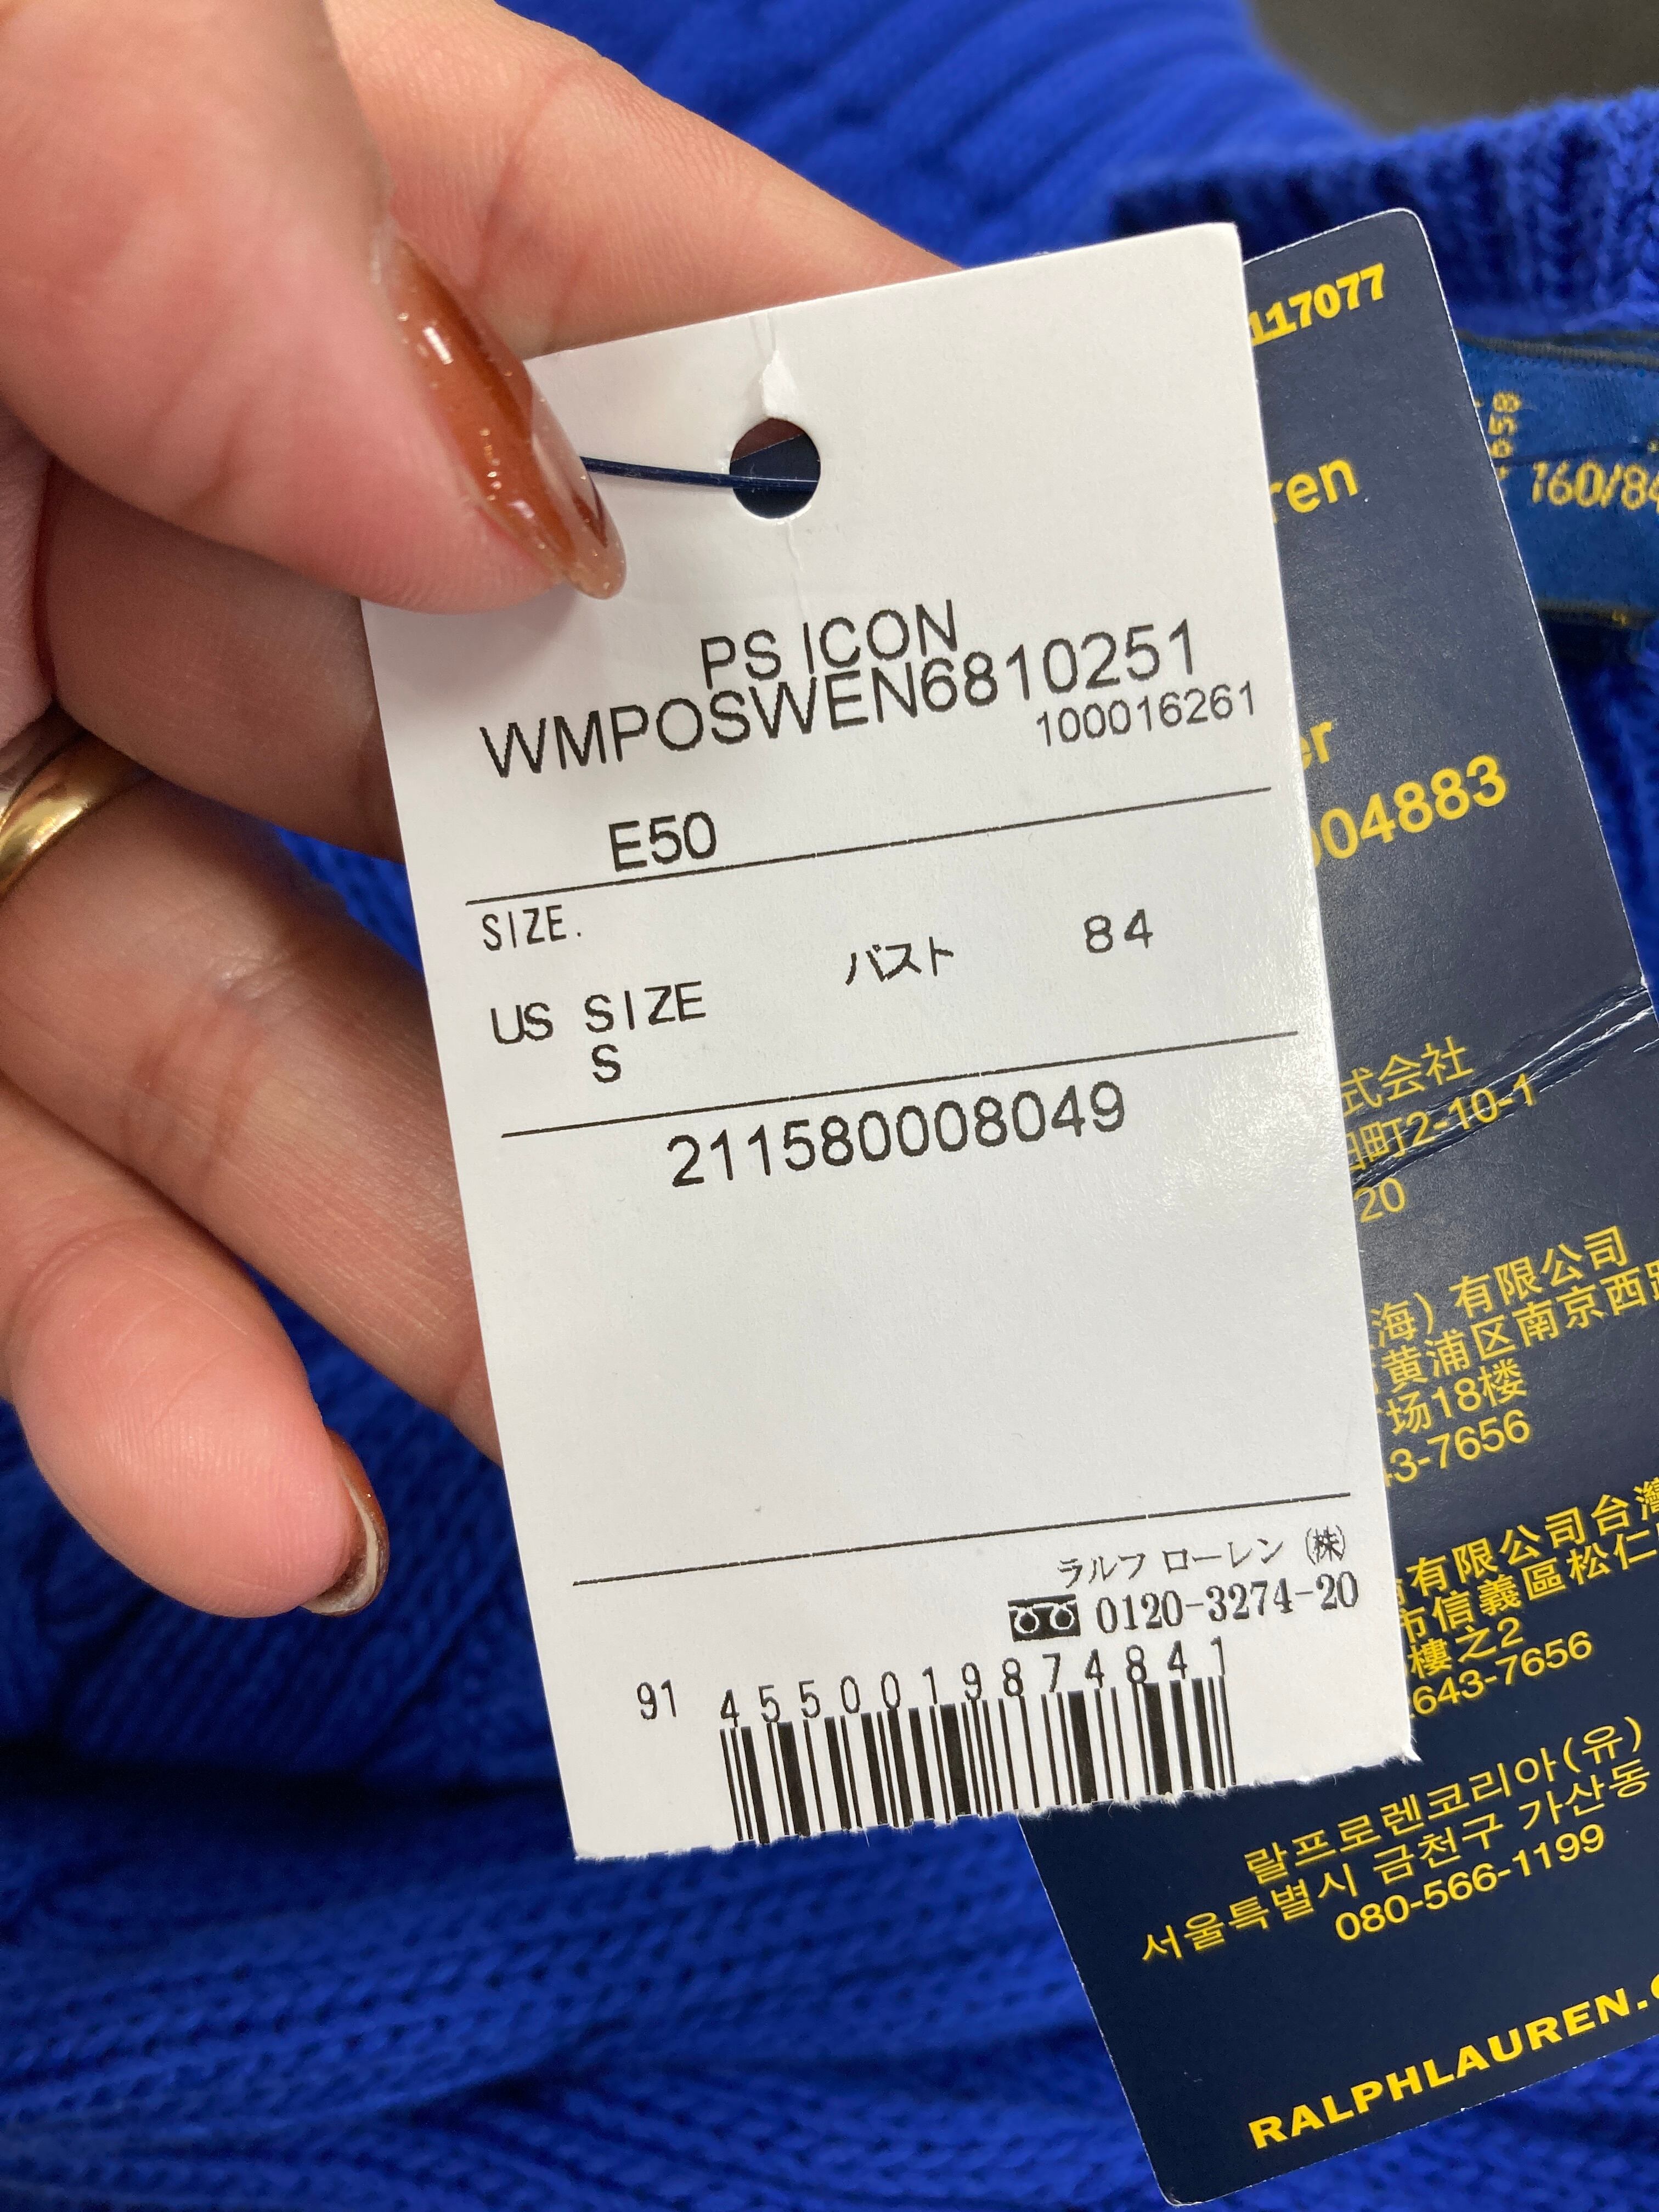 PS ICON
WMPOSWEN6810251
100016261
E50
SIZE.
バスト 84
US SIZE
S
211580008049
ラルフ ローレン (株)
0120-3274-20
91 4550019874841
117077
160/84
004883
式会社
町2-10-1
20
海）有限公司
黄浦区南京西路
场18楼
43-7656
有限公司台灣
市信義區松仁
樓之2
2643-7656
랄프로렌코리아(유)
서울특별시 금천구 가산동
080-566-1199
RALPHLAUREN.